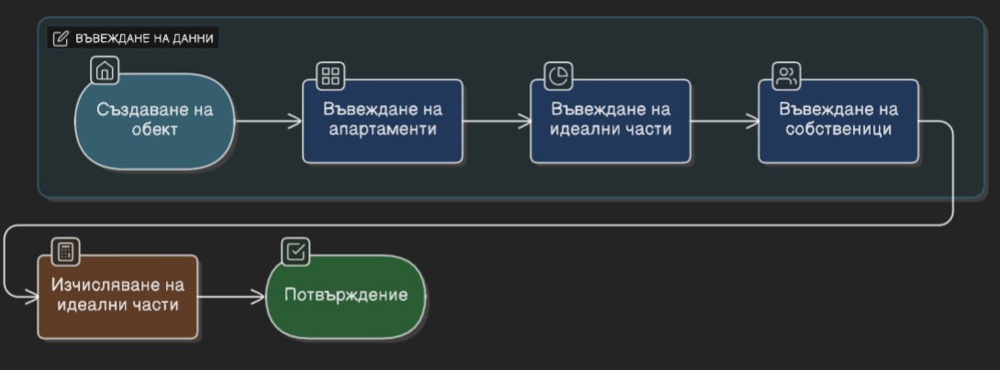 ВЪВЕЖДАНЕ НА ДАННИ
Създаване на
обект
Въвеждане на
апартаменти
Въвеждане на
идеални части
Въвеждане на
собственици
Изчисляване на
идеални части
Потвърждение